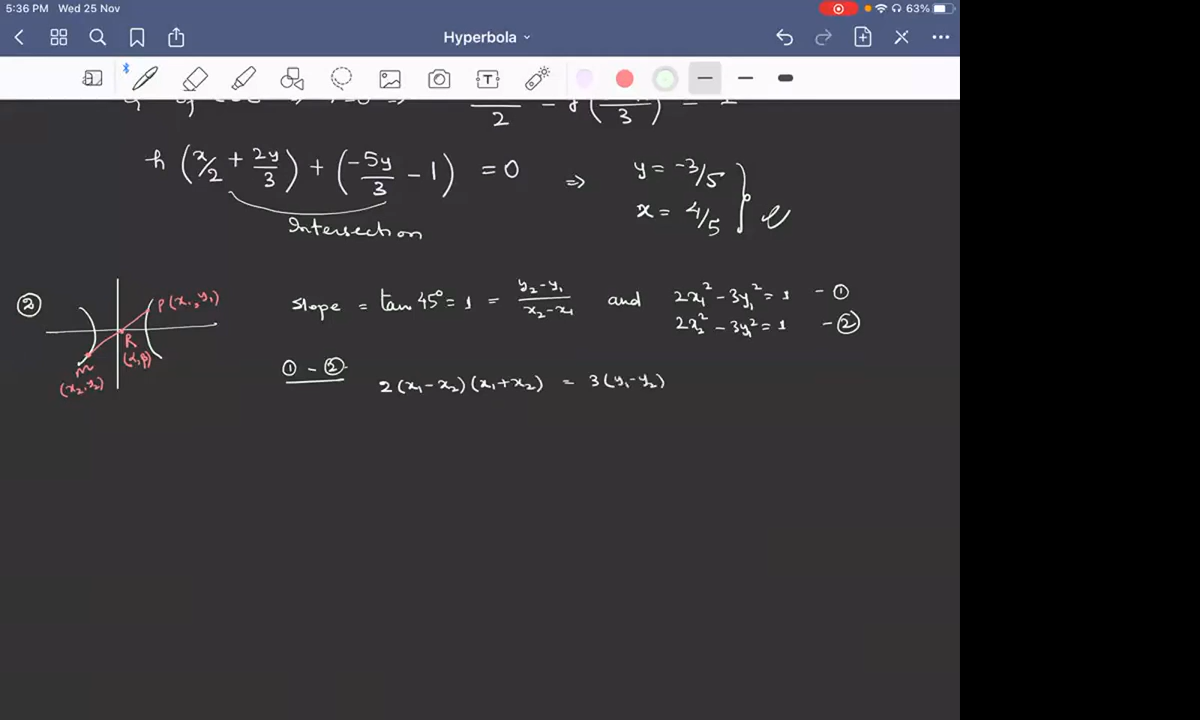 5:36 PM Wed 25 Nov 63%
Hyperbola
2 3
h (x/2 + 2y/3) + (-5y/3 - 1) = 0 ⇒ y = -3/5
x = 4/5
Intersection
② P(x₁, y₁) slope = tan 45° = 1 = (y₂-y₁)/(x₂-x₁) and 2x₁² - 3y₁² = 1 - ①
2x₂² - 3y₂² = 1 - ②
R
(α, β)
M
(x₂, y₂)
① - ②
2(x₁-x₂)(x₁+x₂) = 3(y₁-y₂)